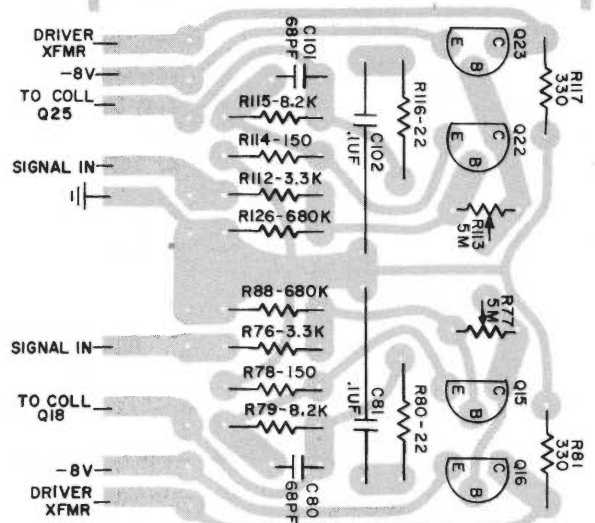 DRIVER
XFMR
-8V
TO COLL
Q25
SIGNAL IN
C101
68PF
R115-8.2K
R114-150
R112-3.3K
R126-680K
C102
.1UF
R116-22
E C
B
Q23
E C
B
Q22
R117
330
R113
5M
R88-680K
R76-3.3K
R78-150
R79-8.2K
C80
68PF
C81
.1UF
R80-22
R77
5M
E C
B
Q15
E C
B
Q16
R81
330
SIGNAL IN
TO COLL
Q18
-8V
DRIVER
XFMR